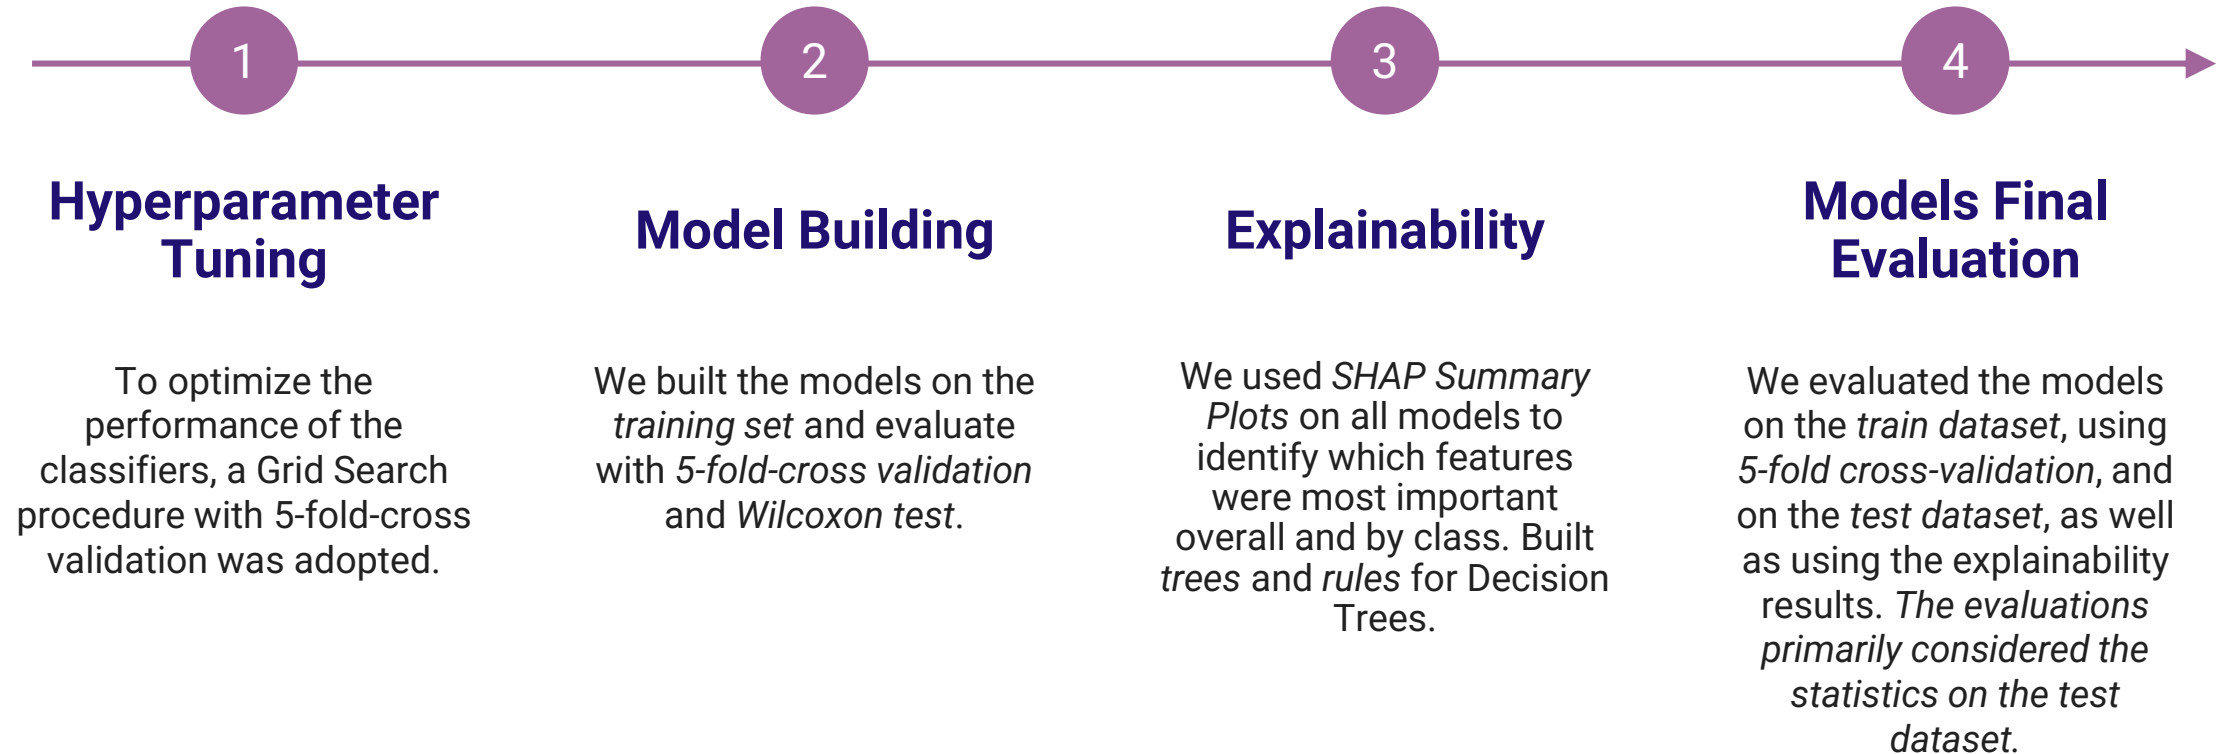 1
2
3
4
Hyperparameter
Tuning
To optimize the
performance of the
classifiers, a Grid Search
procedure with 5-fold-cross
validation was adopted.
Model Building
We built the models on the
training set and evaluate
with 5-fold-cross validation
and Wilcoxon test.
Explainability
We used SHAP Summary
Plots on all models to
identify which features
were most important
overall and by class. Built
trees and rules for Decision
Trees.
Models Final
Evaluation
We evaluated the models
on the train dataset, using
5-fold cross-validation, and
on the test dataset, as well
as using the explainability
results. The evaluations
primarily considered the
statistics on the test
dataset.